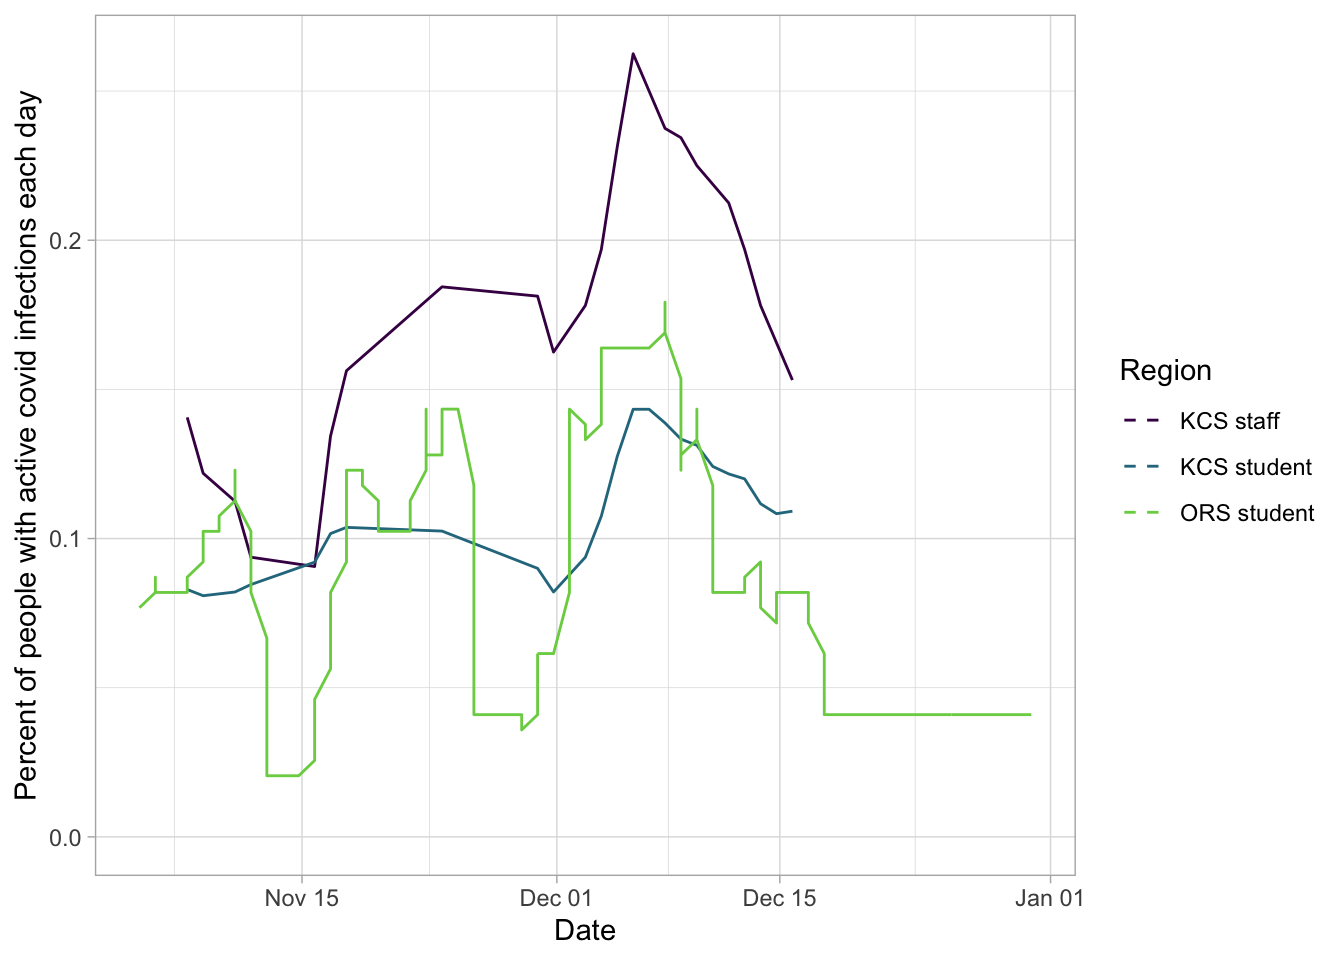 Percent of people with active covid infections each day
0.2
0.1
0.0
Nov 15
Dec 01
Dec 15
Jan 01
Date
Region
KCS staff
KCS student
ORS student